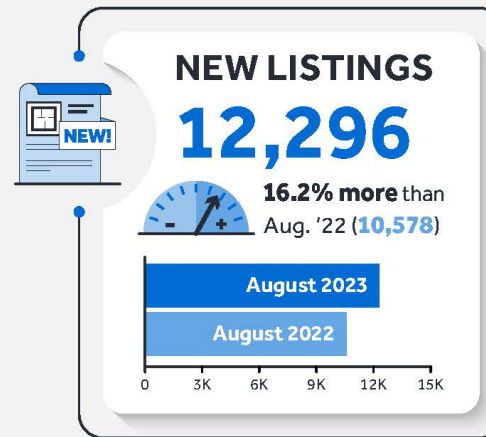 NEW LISTINGS
NEW!
12,296
16.2% more than
Aug. '22 (10,578)
- +
August 2023
August 2022
0 3K 6K 9K 12K 15K